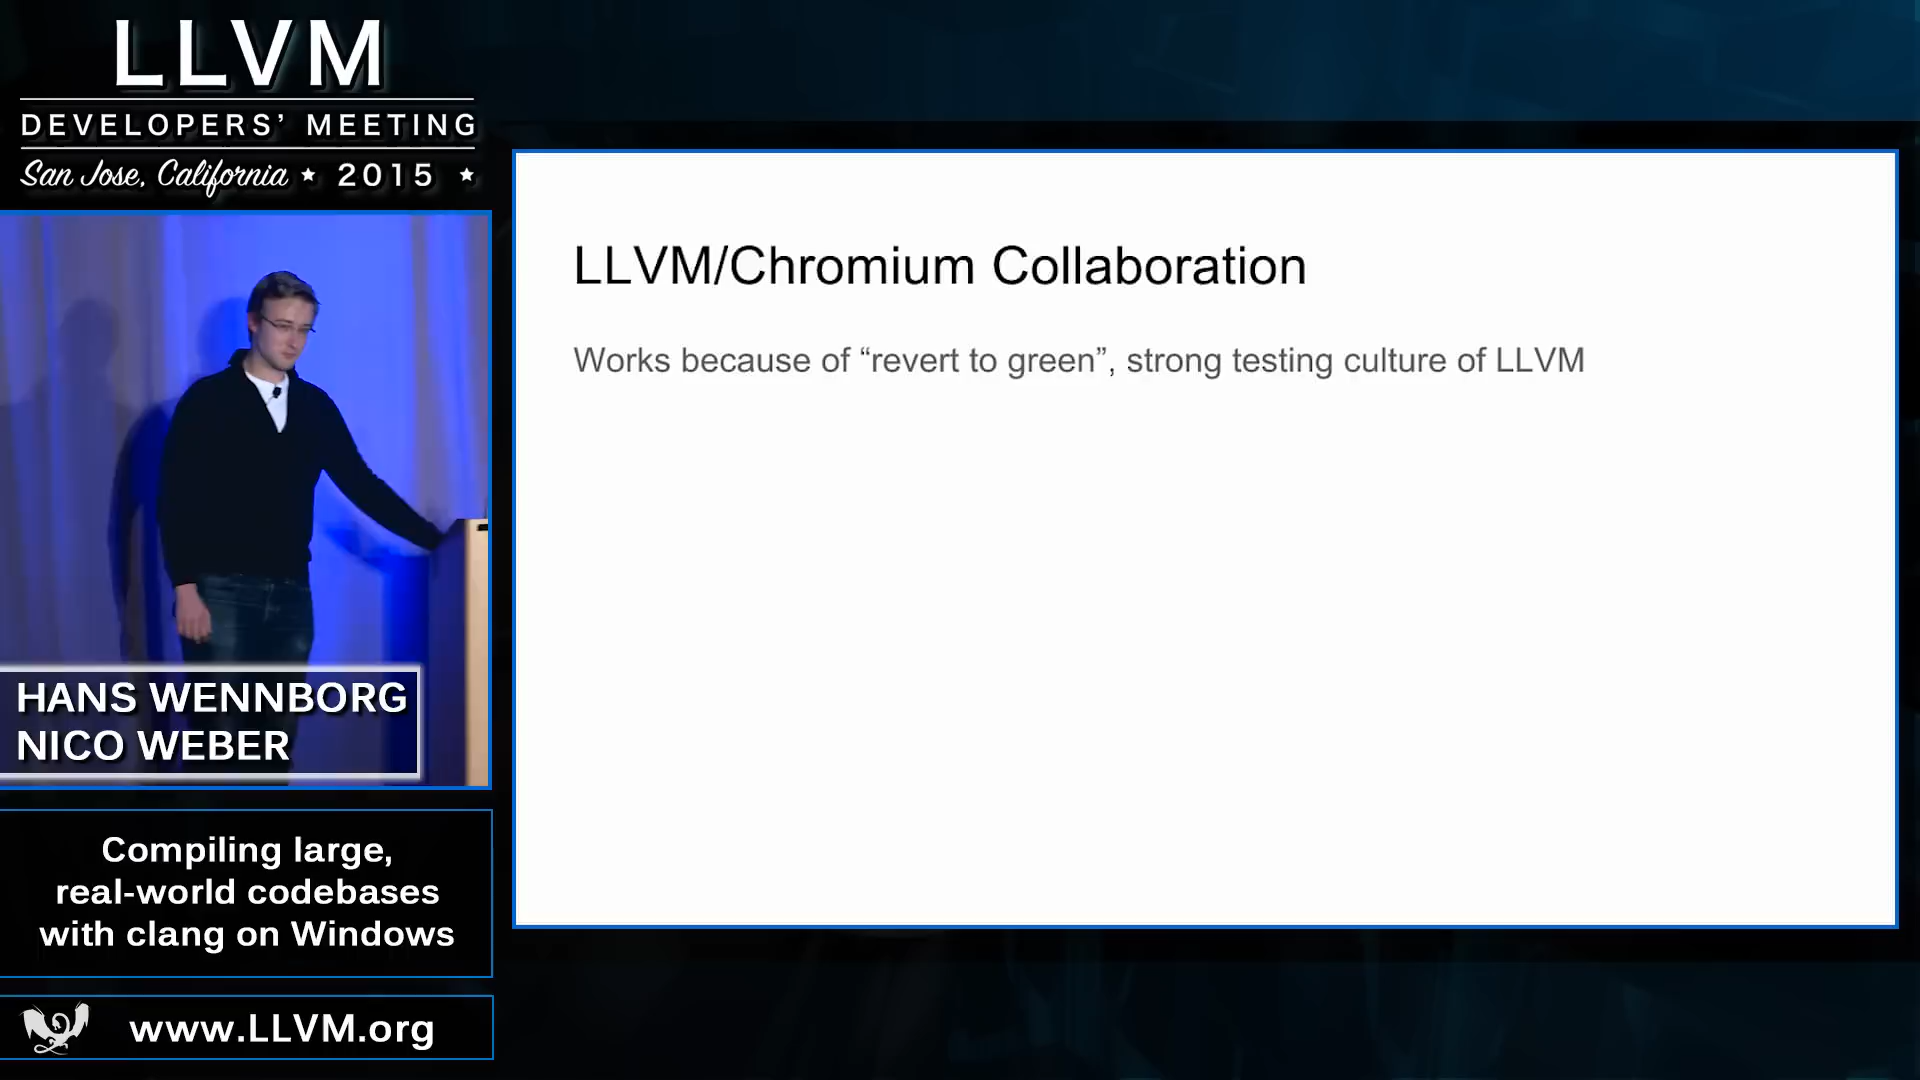 LLVM
DEVELOPERS' MEETING
San Jose, California ★ 2015 ★
HANS WENNBORG
NICO WEBER
Compiling large,
real-world codebases
with clang on Windows
www.LLVM.org
LLVM/Chromium Collaboration
Works because of “revert to green”, strong testing culture of LLVM